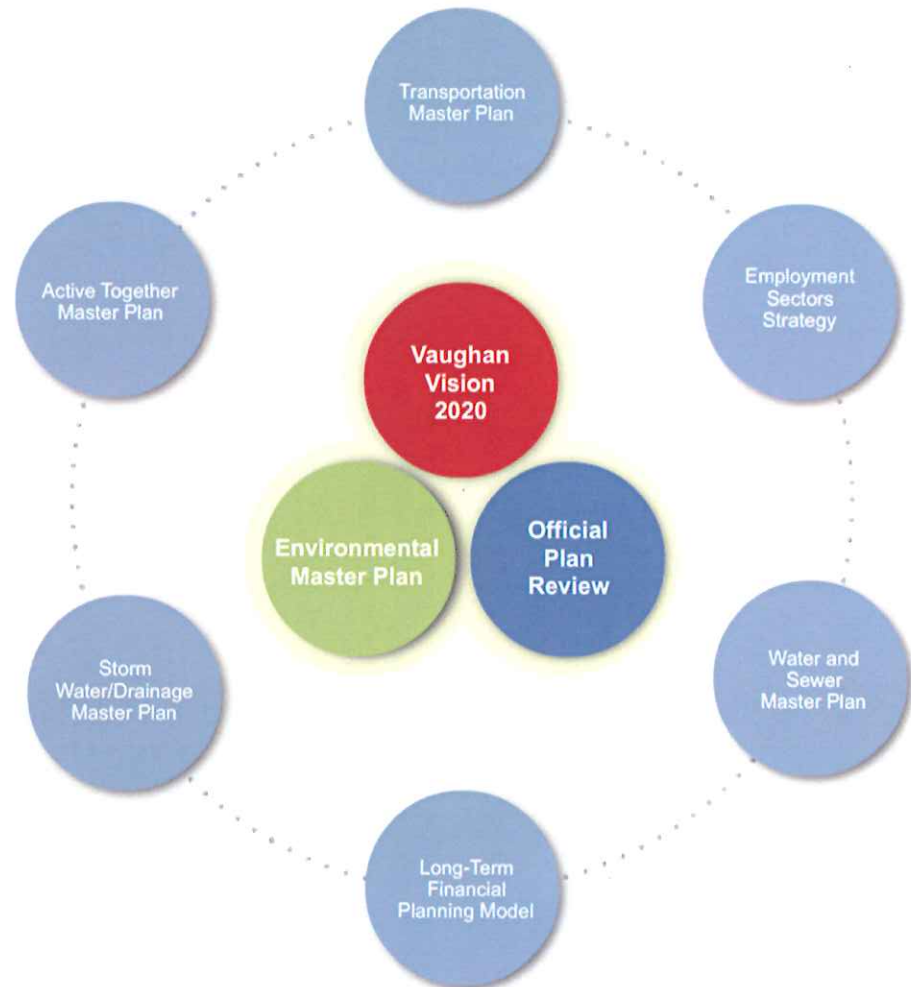 Transportation
Master Plan
Active Together
Master Plan
Employment
Sectors
Strategy
Vaughan
Vision
2020
Environmental
Master Plan
Official
Plan
Review
Storm
Water/Drainage
Master Plan
Water and
Sewer
Master Plan
Long-Term
Financial
Planning Model